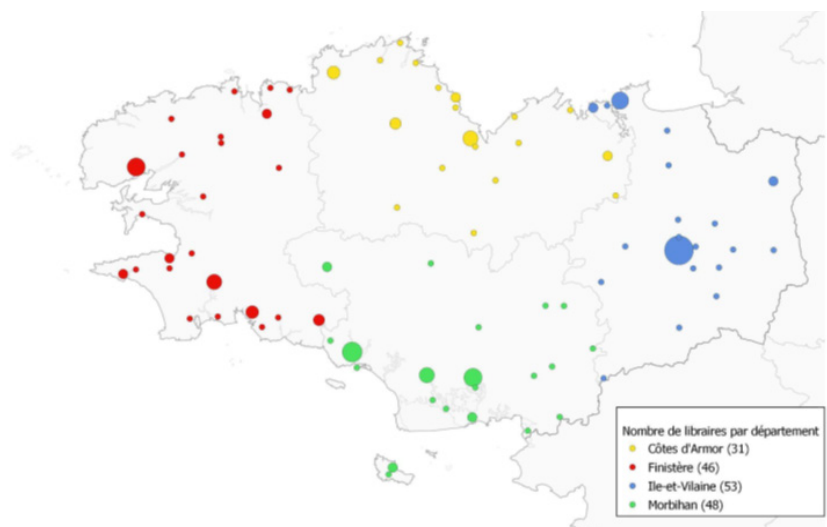 Nombre de libraires par département
Côtes d'Armor (31)
Finistère (46)
Ile-et-Vilaine (53)
Morbihan (48)